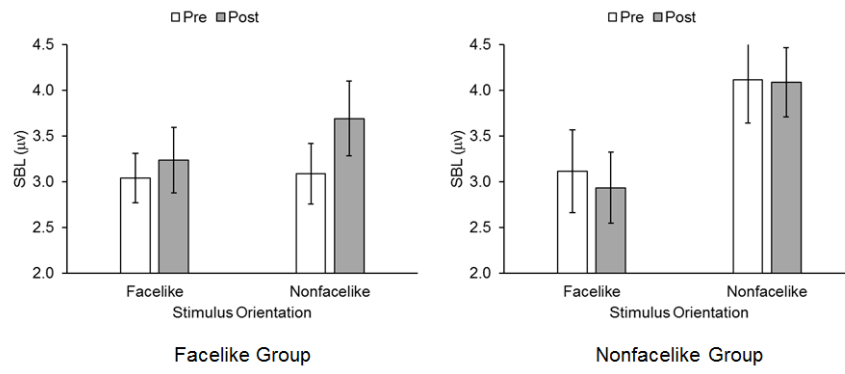 Pre Post
4.5
4.0
3.5
3.0
2.5
2.0
SBL (μv)
Facelike Nonfacelike
Stimulus Orientation
Facelike Group
Pre Post
4.5
4.0
3.5
3.0
2.5
2.0
SBL (μv)
Facelike Nonfacelike
Stimulus Orientation
Nonfacelike Group